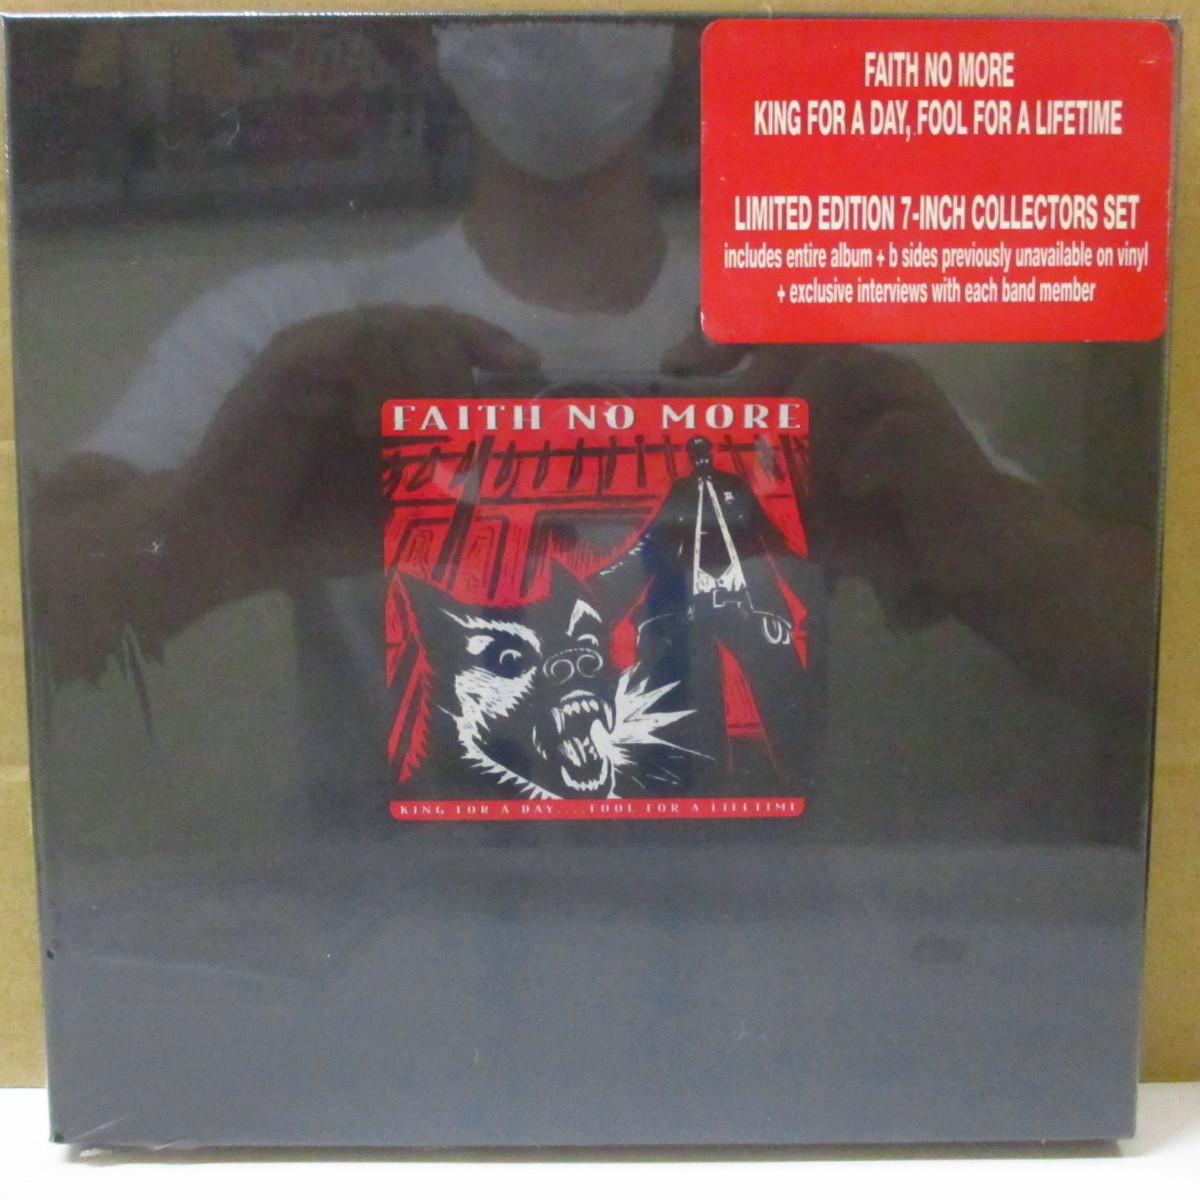 FAITH NO MORE
KING FOR A DAY, FOOL FOR A LIFETIME
LIMITED EDITION 7-INCH COLLECTORS SET
includes entire album + b sides previously unavailable on vinyl
+ exclusive interviews with each band member
FAITH NO MORE
KING FOR A DAY....FOOL FOR A LIFETIME